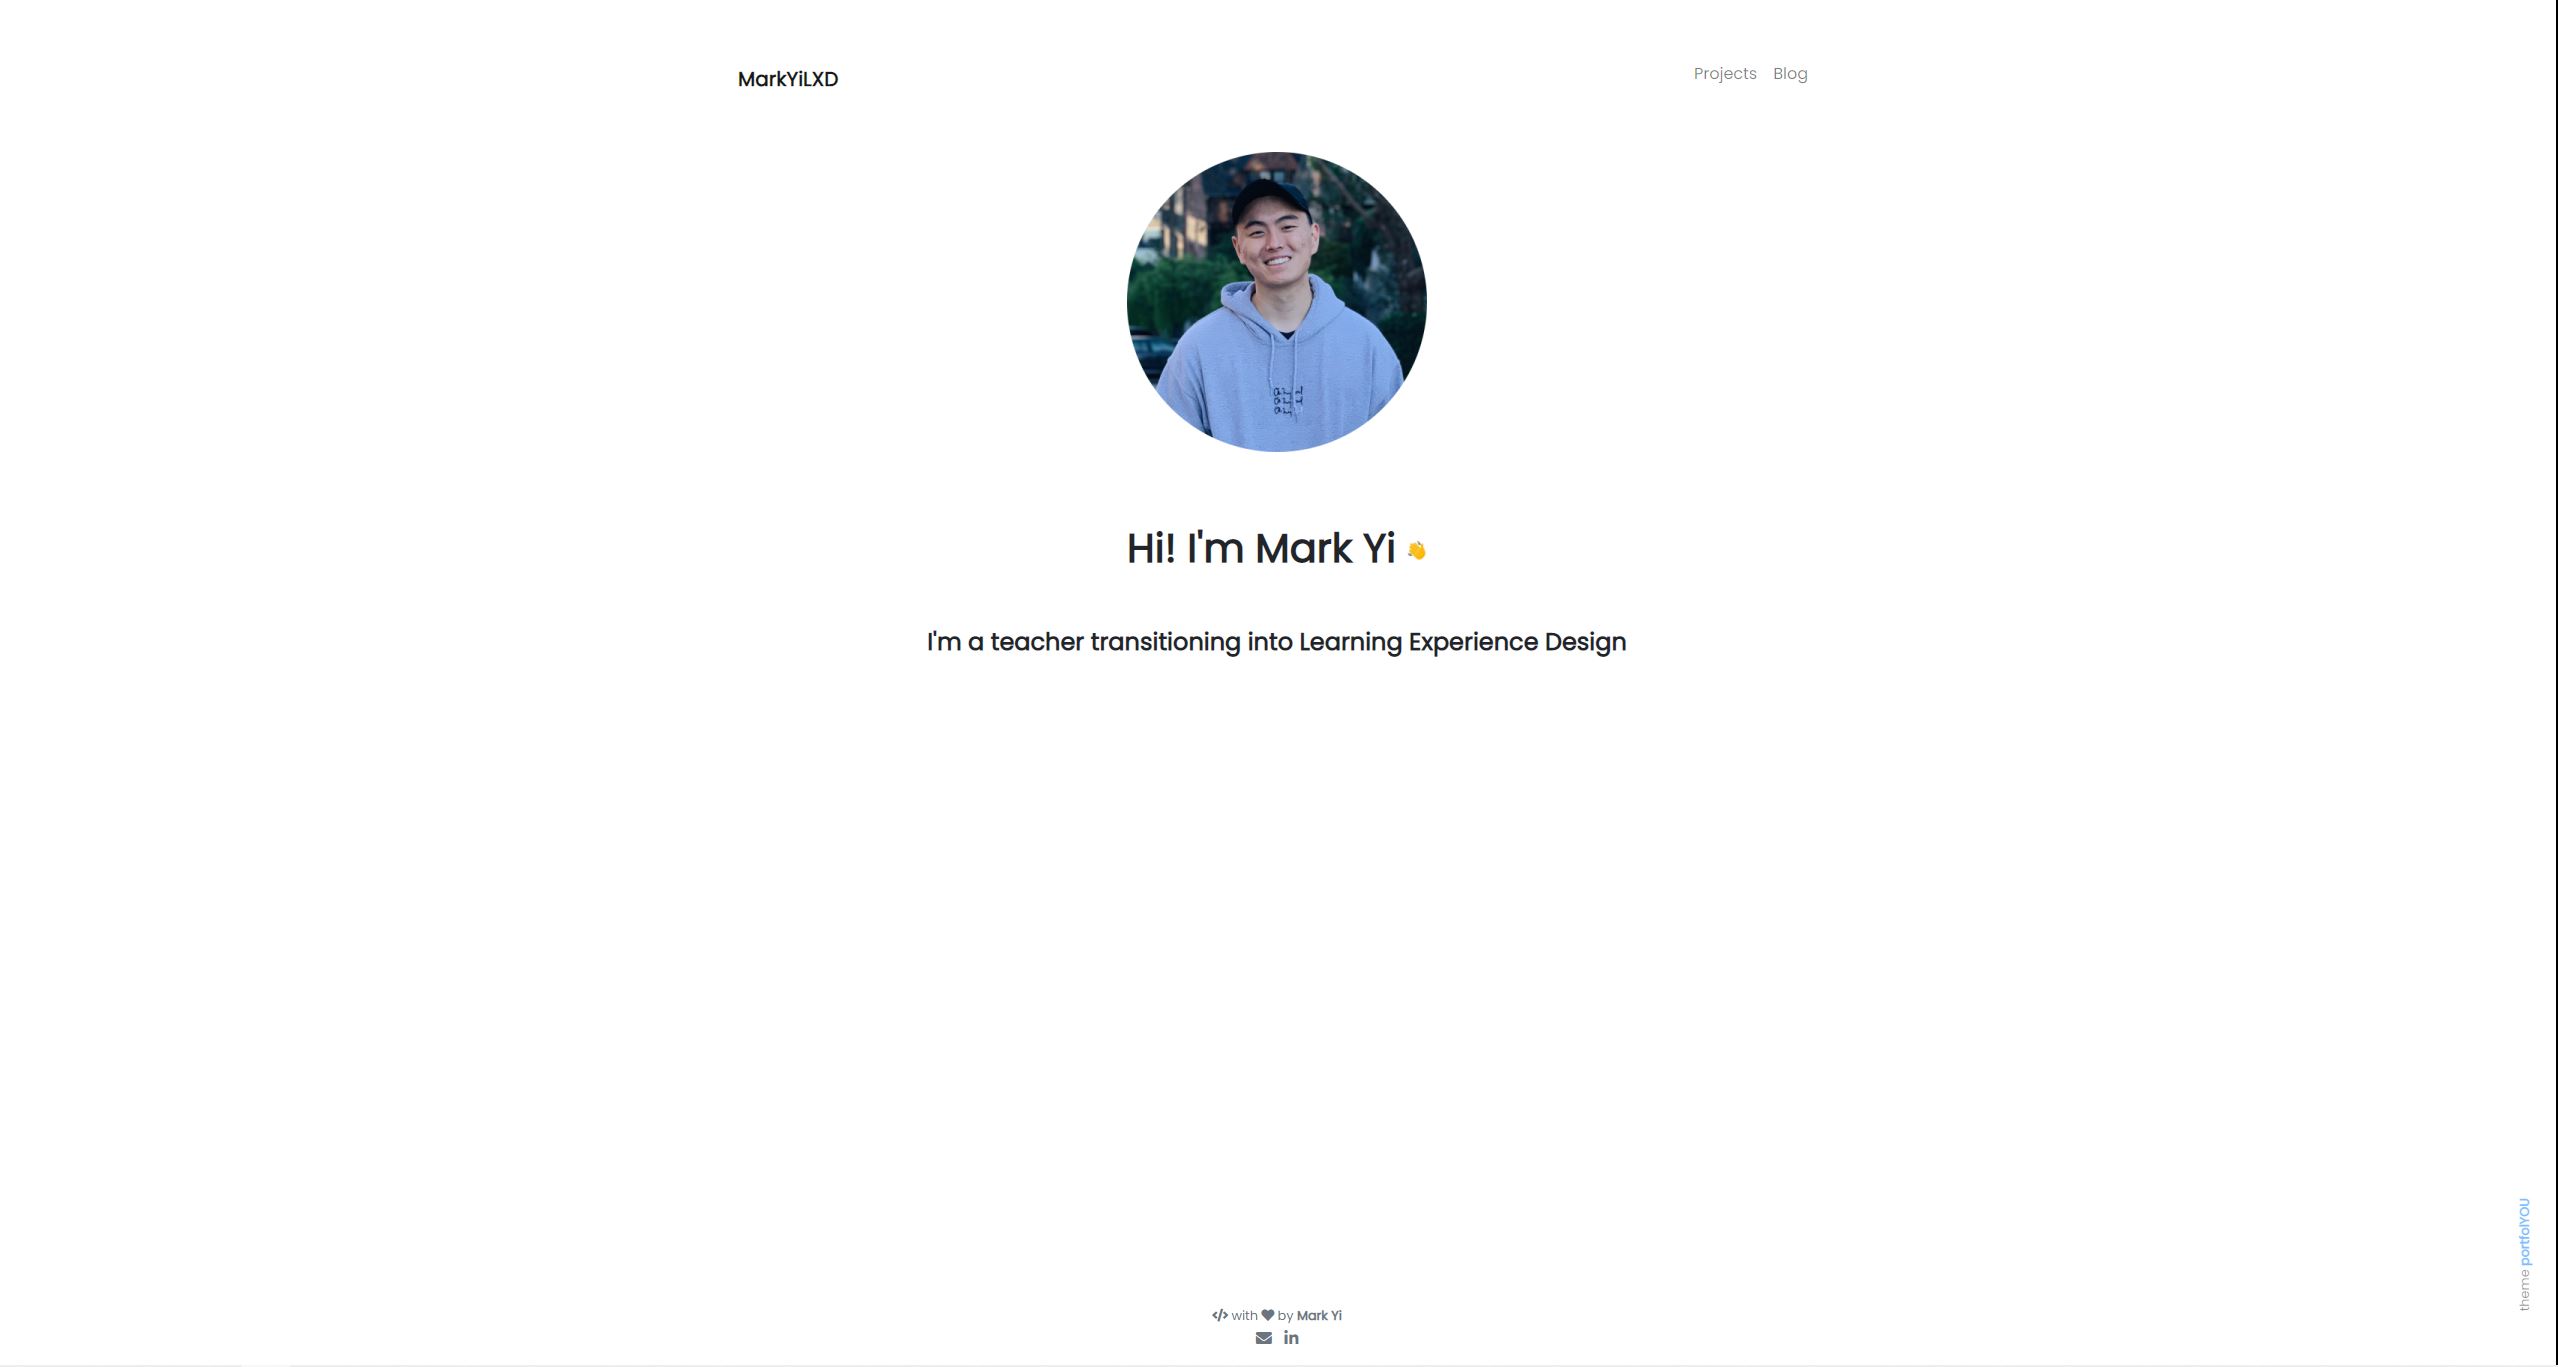 MarkYiLXD
Projects Blog
Hi! I'm Mark Yi 👋
I'm a teacher transitioning into Learning Experience Design
</> with ♥ by Mark Yi
in
theme portfolYOU